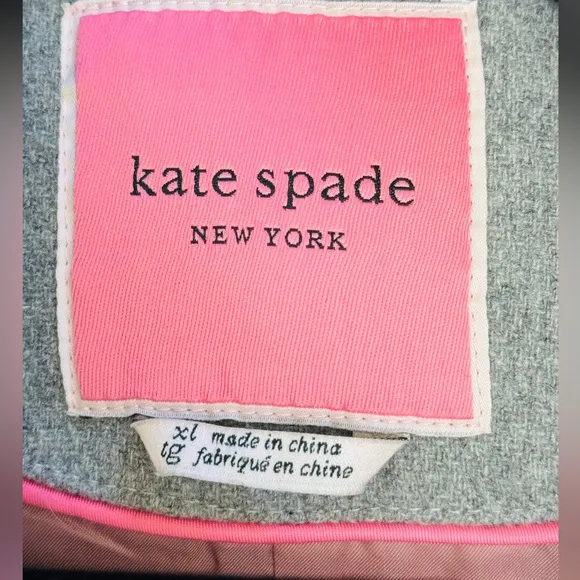 kate spade
NEW YORK
xl made in china
tg fabriqué en chine